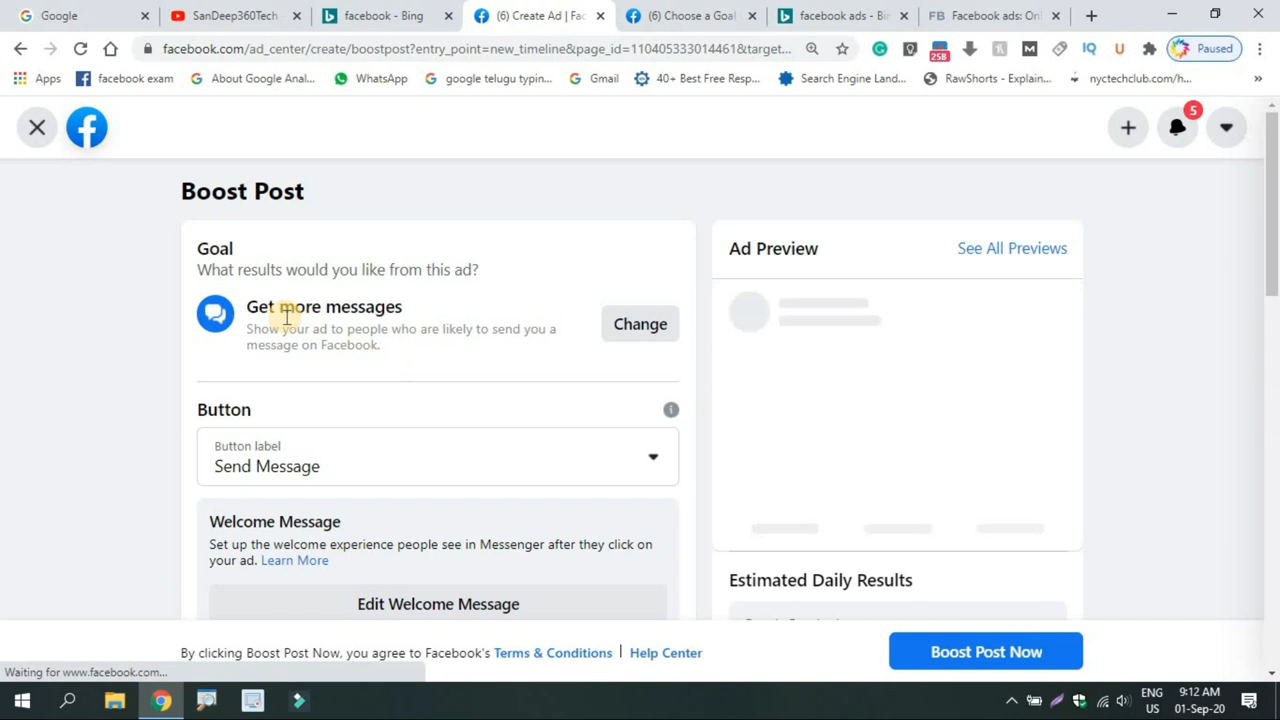 Google
SanDeep360Tech -
facebook - Bing
(6) Create Ad | Fac
(6) Choose a Goal
facebook ads - Bin
FB Facebook ads: Onl
facebook.com/ad_center/create/boostpost?entry_point=new_timeline&page_id=110405333014461&target...
25B
Paused
Apps
facebook exam
About Google Anal...
WhatsApp
google telugu typin...
Gmail
40+ Best Free Resp...
Search Engine Land...
RawShorts - Explain...
nyctechclub.com/h...
5
Boost Post
Goal
What results would you like from this ad?
Get more messages
Show your ad to people who are likely to send you a
message on Facebook.
Change
Button
Button label
Send Message
Welcome Message
Set up the welcome experience people see in Messenger after they click on
your ad. Learn More
Edit Welcome Message
Ad Preview
See All Previews
Estimated Daily Results
By clicking Boost Post Now, you agree to Facebook's Terms & Conditions | Help Center
Boost Post Now
Waiting for www.facebook.com...
ENG
US
9:12 AM
01-Sep-20